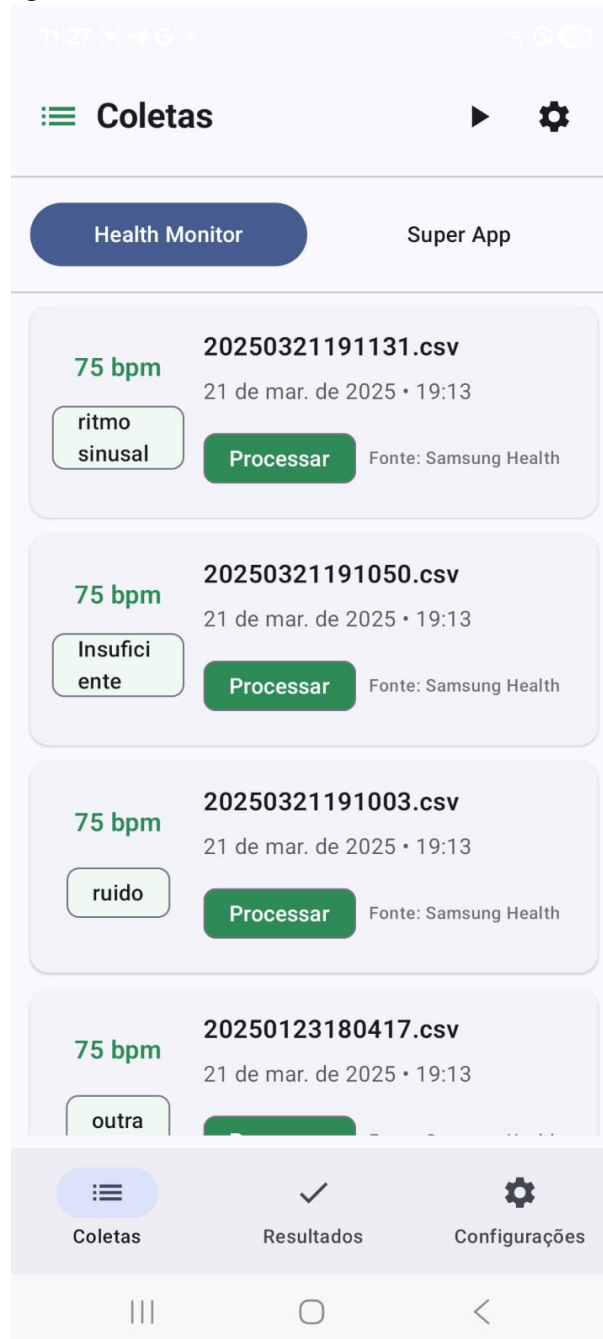 11:27
Coletas
Health Monitor
Super App
75 bpm
ritmo
sinusal
20250321191131.csv
21 de mar. de 2025 • 19:13
Processar
Fonte: Samsung Health
75 bpm
Insufici
ente
20250321191050.csv
21 de mar. de 2025 • 19:13
Processar
Fonte: Samsung Health
75 bpm
ruido
20250321191003.csv
21 de mar. de 2025 • 19:13
Processar
Fonte: Samsung Health
75 bpm
outra
20250123180417.csv
21 de mar. de 2025 • 19:13
Coletas
Resultados
Configurações